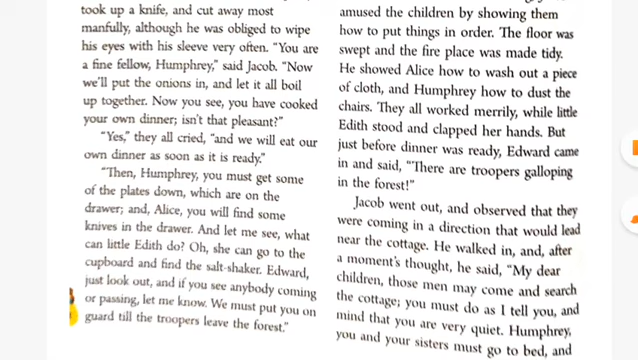 took up a knife, and cut away most
manfully, although he was obliged to wipe
his eyes with his sleeve very often. “You are
a fine fellow, Humphrey,” said Jacob. “Now
we’ll put the onions in, and let it all boil
up together. Now you see, you have cooked
your own dinner; isn’t that pleasant?”
“Yes,” they all cried, “and we will eat our
own dinner as soon as it is ready.”
“Then, Humphrey, you must get some
of the plates down, which are on the
drawer; and, Alice, you will find some
knives in the drawer. And let me see, what
can little Edith do? Oh, she can go to the
cupboard and find the salt-shaker. Edward,
just look out, and if you see anybody coming
or passing, let me know. We must put you on
guard till the troopers leave the forest.”
amused the children by showing them
how to put things in order. The floor was
swept and the fire place was made tidy.
He showed Alice how to wash out a piece
of cloth, and Humphrey how to dust the
chairs. They all worked merrily, while little
Edith stood and clapped her hands. But
just before dinner was ready, Edward came
in and said, “There are troopers galloping
in the forest!”
Jacob went out, and observed that they
were coming in a direction that would lead
near the cottage. He walked in, and, after
a moment’s thought, he said, “My dear
children, those men may come and search
the cottage; you must do as I tell you, and
mind that you are very quiet. Humphrey,
you and your sisters must go to bed, and